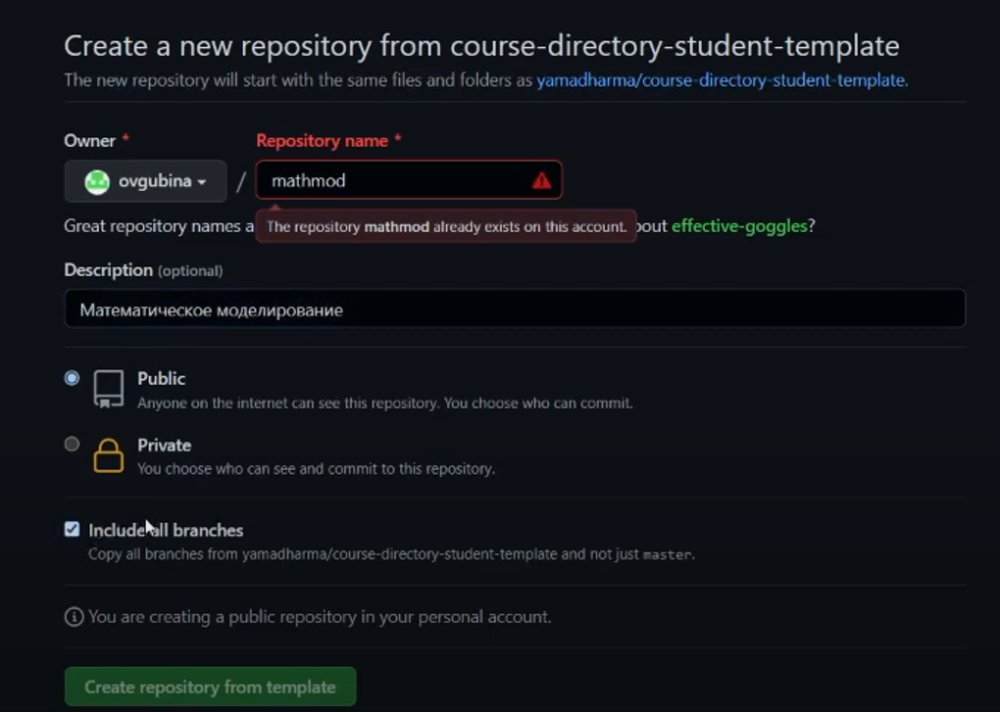 Create a new repository from course-directory-student-template
The new repository will start with the same files and folders as yamadharma/course-directory-student-template.
Owner *
Repository name *
ovgubina
/
mathmod
Great repository names a
The repository mathmod already exists on this account.
bout effective-goggles?
Description (optional)
Математическое моделирование
Public
Anyone on the internet can see this repository. You choose who can commit.
Private
You choose who can see and commit to this repository.
Include all branches
Copy all branches from yamadharma/course-directory-student-template and not just master.
You are creating a public repository in your personal account.
Create repository from template